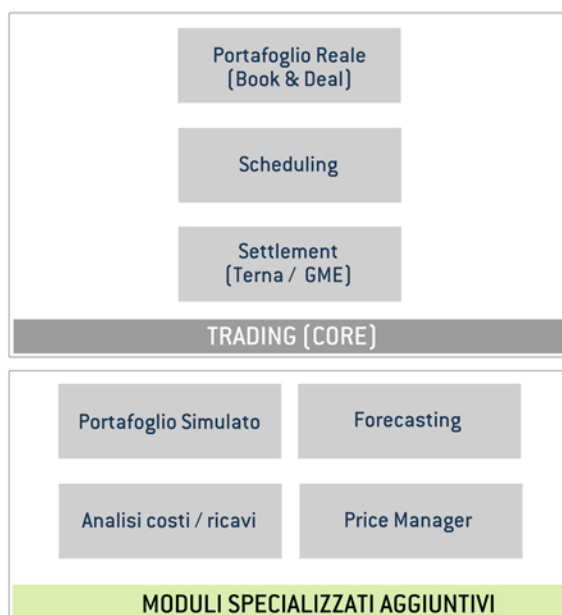 Portafoglio Reale
(Book & Deal)
Scheduling
Settlement
(Terna / GME)
TRADING (CORE)
Portafoglio Simulato
Forecasting
Analisi costi / ricavi
Price Manager
MODULI SPECIALIZZATI AGGIUNTIVI